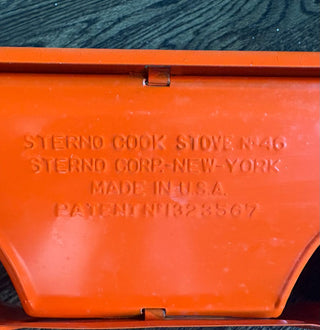 STERNO COOK STOVE Nº46
STERNO CORP.-NEW-YORK
MADE IN U.S.A.
PATENT Nº1323567